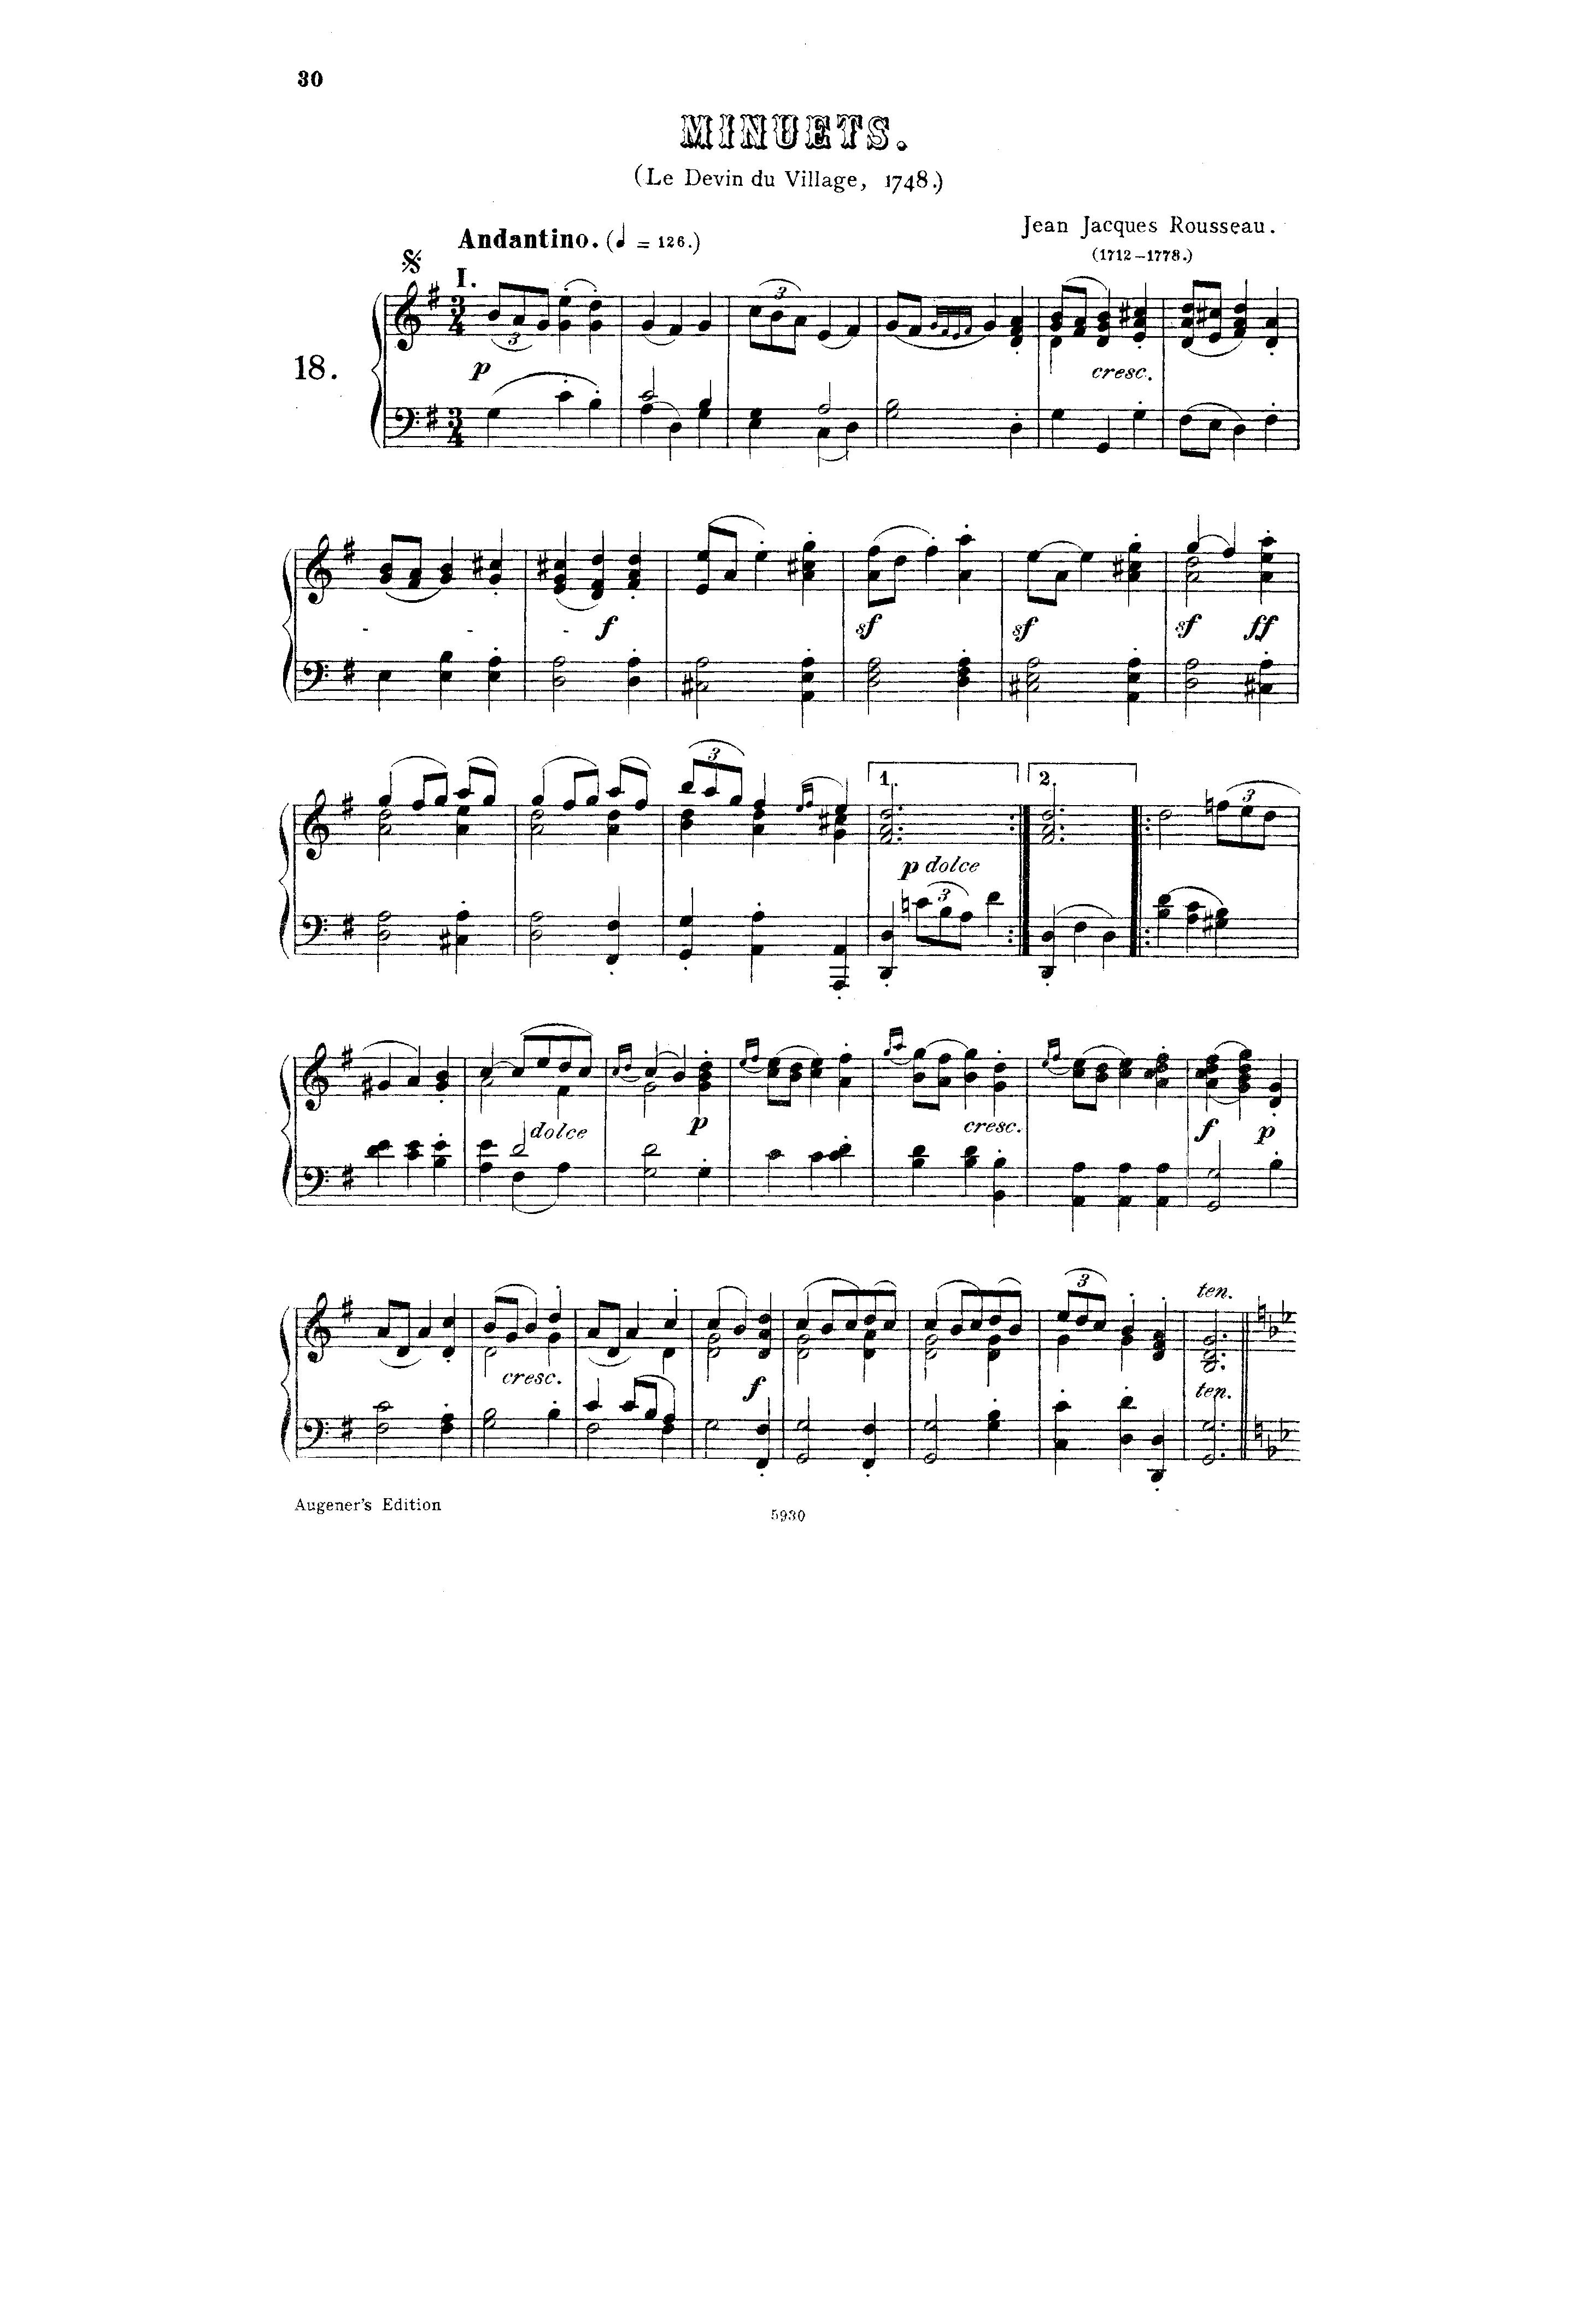 30
MINUETS.
(Le Devin du Village, 1748.)
Jean Jacques Rousseau.
(1712–1778.)
Andantino. (♩ = 126.)
I.
3
3
18.
p
cresc.
f
sf
sf
sf
ff
3
1.
2.
3
p dolce
3
dolce
p
cresc.
f
p
3
ten.
cresc.
f
ten.
Augener's Edition
5930